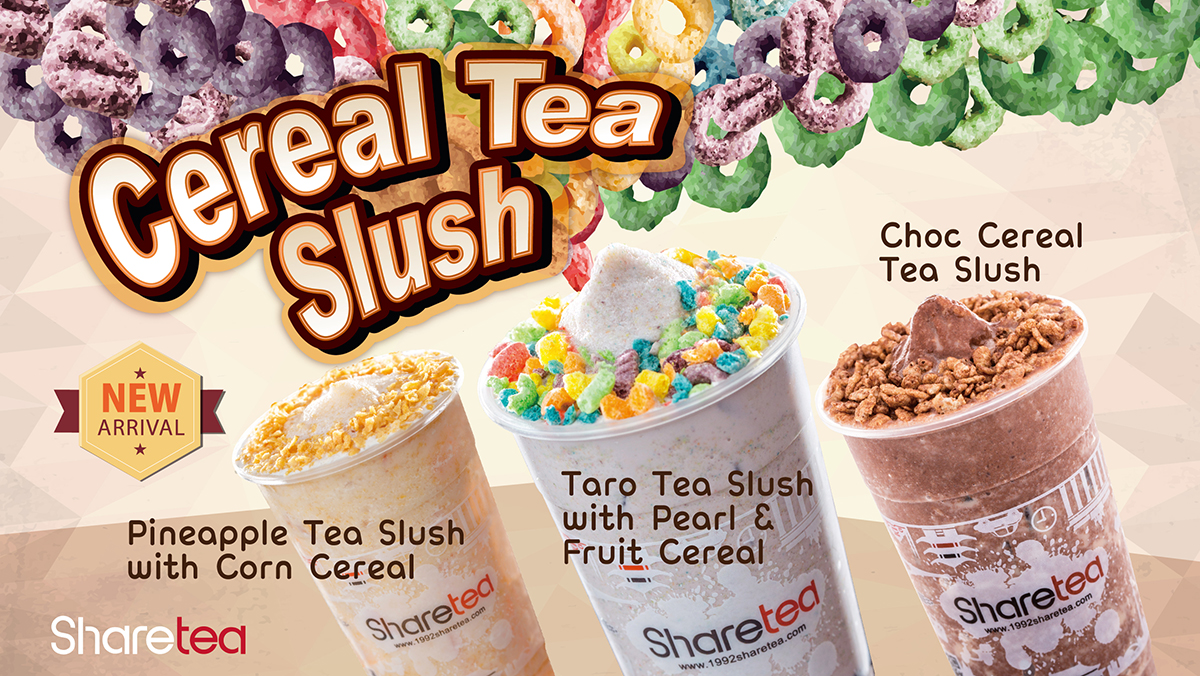 Cereal Tea
Slush
Choc Cereal
Tea Slush
NEW
ARRIVAL
Taro Tea Slush
with Pearl &
Fruit Cereal
Pineapple Tea Slush
with Corn Cereal
Sharetea
www.1992sharetea.com
Sharetea
www.1992sharetea.com
Sharetea
www.1992sharetea.com
Sharetea